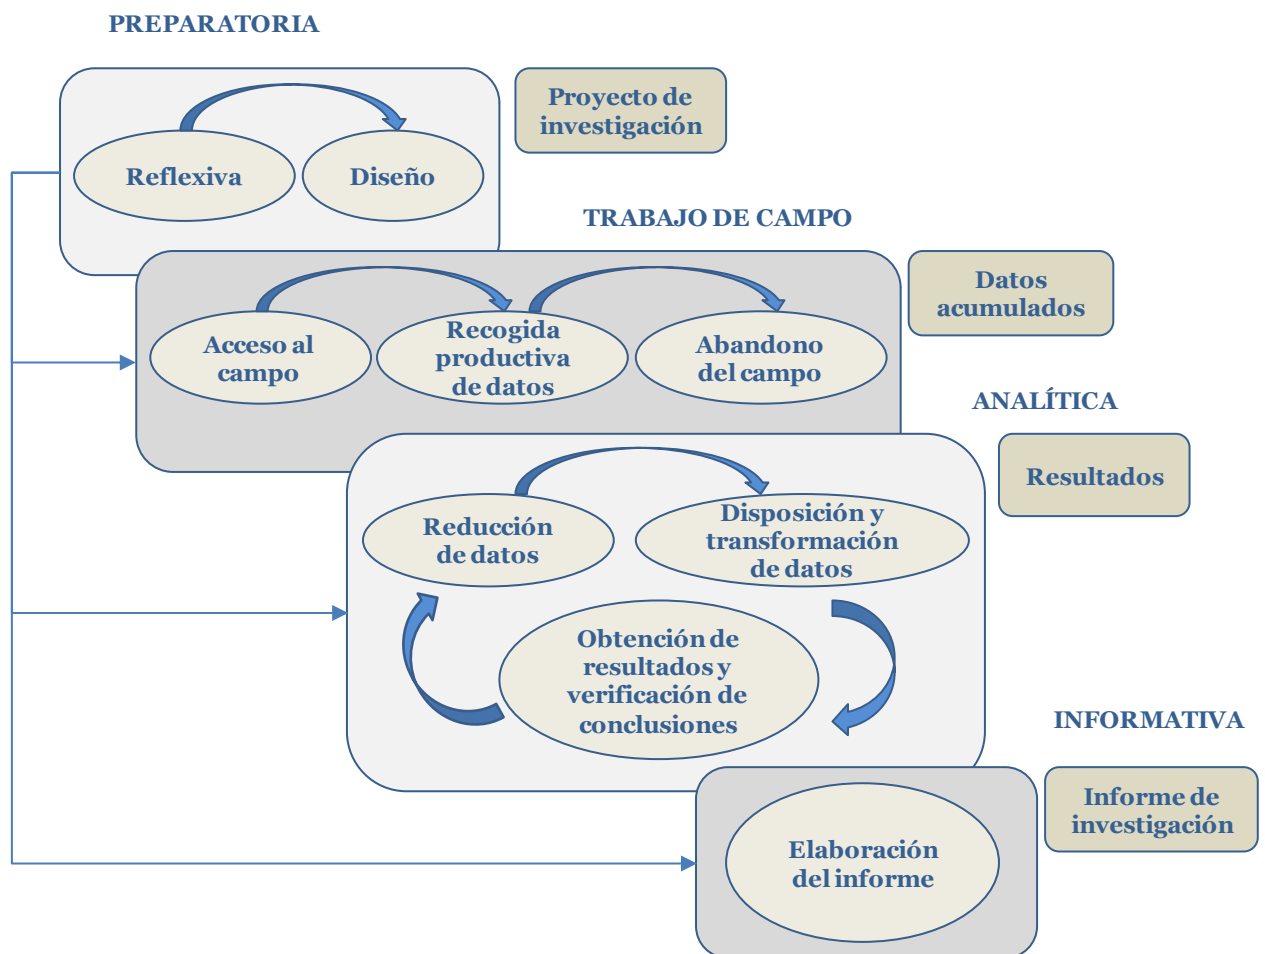 PREPARATORIA
Proyecto de
investigación
Reflexiva
Diseño
TRABAJO DE CAMPO
Datos
acumulados
Acceso al
campo
Recogida
productiva
de datos
Abandono
del campo
ANALÍTICA
Resultados
Reducción
de datos
Disposición y
transformación
de datos
Obtención de
resultados y
verificación de
conclusiones
INFORMATIVA
Informe de
investigación
Elaboración
del informe